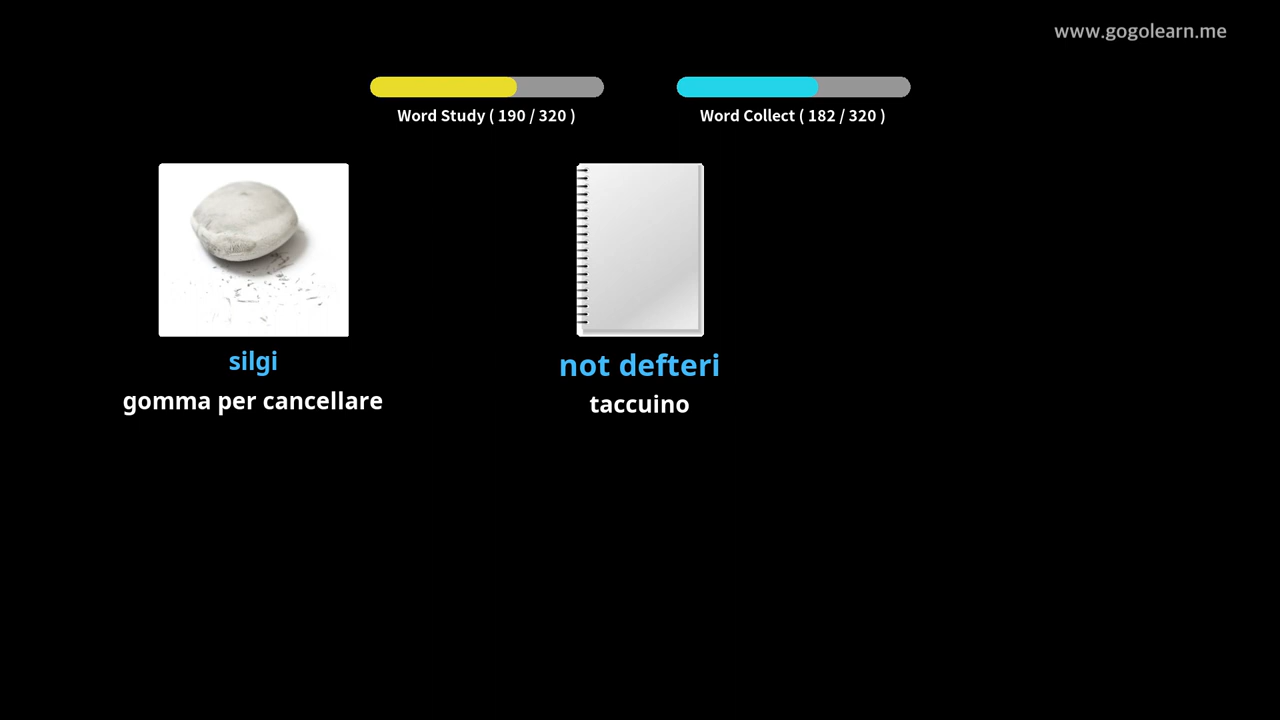 www.gogolearn.me
Word Study ( 190 / 320 )
Word Collect ( 182 / 320 )
silgi
gomma per cancellare
not defteri
taccuino